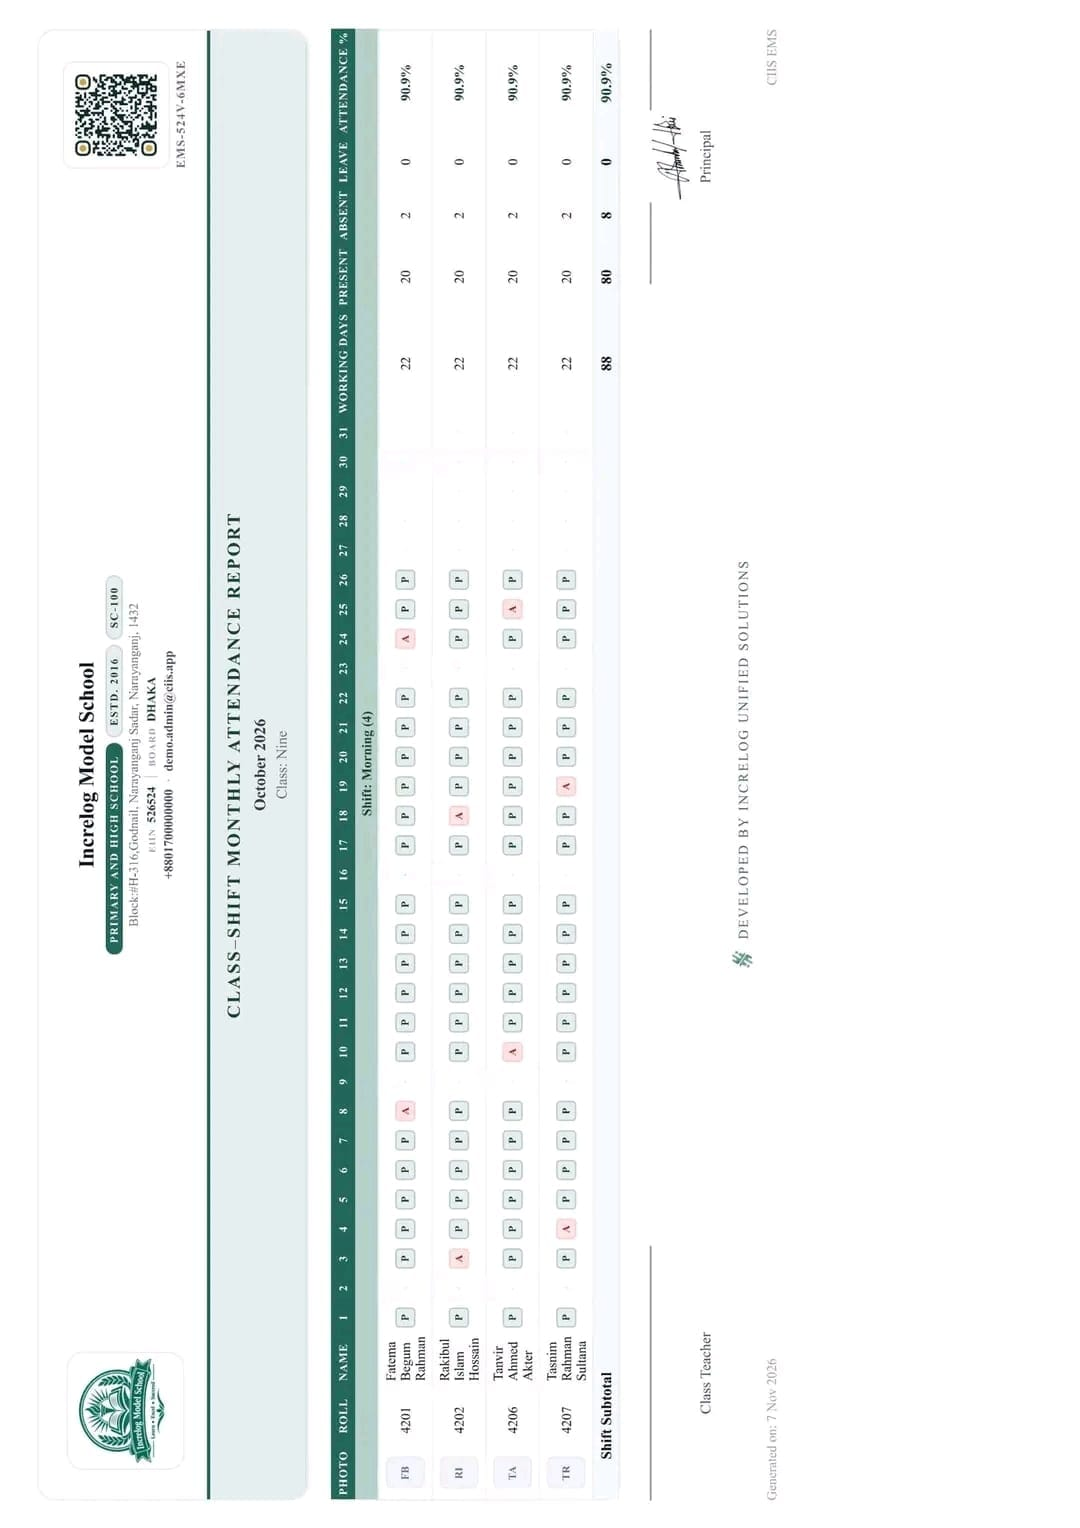 Increlog Model School
Learn • Excel • Succeed
Increlog Model School
PRIMARY AND HIGH SCHOOL ESTD. 2016 SC-100
Block:#H-316,Godnail, Narayanganj Sadar, Narayanganj, 1432
EIIN 526524 | BOARD DHAKA
+8801700000000 · demo.admin@ciis.app
EMS-524V-6MXE
CLASS–SHIFT MONTHLY ATTENDANCE REPORT
October 2026
Class: Nine
PHOTO ROLL NAME 1 2 3 4 5 6 7 8 9 10 11 12 13 14 15 16 17 18 19 20 21 22 23 24 25 26 27 28 29 30 31 WORKING DAYS PRESENT ABSENT LEAVE ATTENDANCE %
Shift: Morning (4)
FB 4201 Fatema Begum Rahman P · P P P P P A · P P P P P P · P P P P P P · A P P · · · · · 22 20 2 0 90.9%
RI 4202 Rakibul Islam Hossain P · A P P P P P · P P P P P P · P A P P P P · P P P · · · · · 22 20 2 0 90.9%
TA 4206 Tanvir Ahmed Akter P · P P P P P P · A P P P P P · P P P P P P · P A P · · · · · 22 20 2 0 90.9%
TR 4207 Tasnim Rahman Sultana P · P A P P P P · P P P P P P · P P A P P P · P P P · · · · · 22 20 2 0 90.9%
Shift Subtotal 88 80 8 0 90.9%
Class Teacher
Principal
DEVELOPED BY INCRELOG UNIFIED SOLUTIONS
Generated on: 7 Nov 2026
CIIS EMS